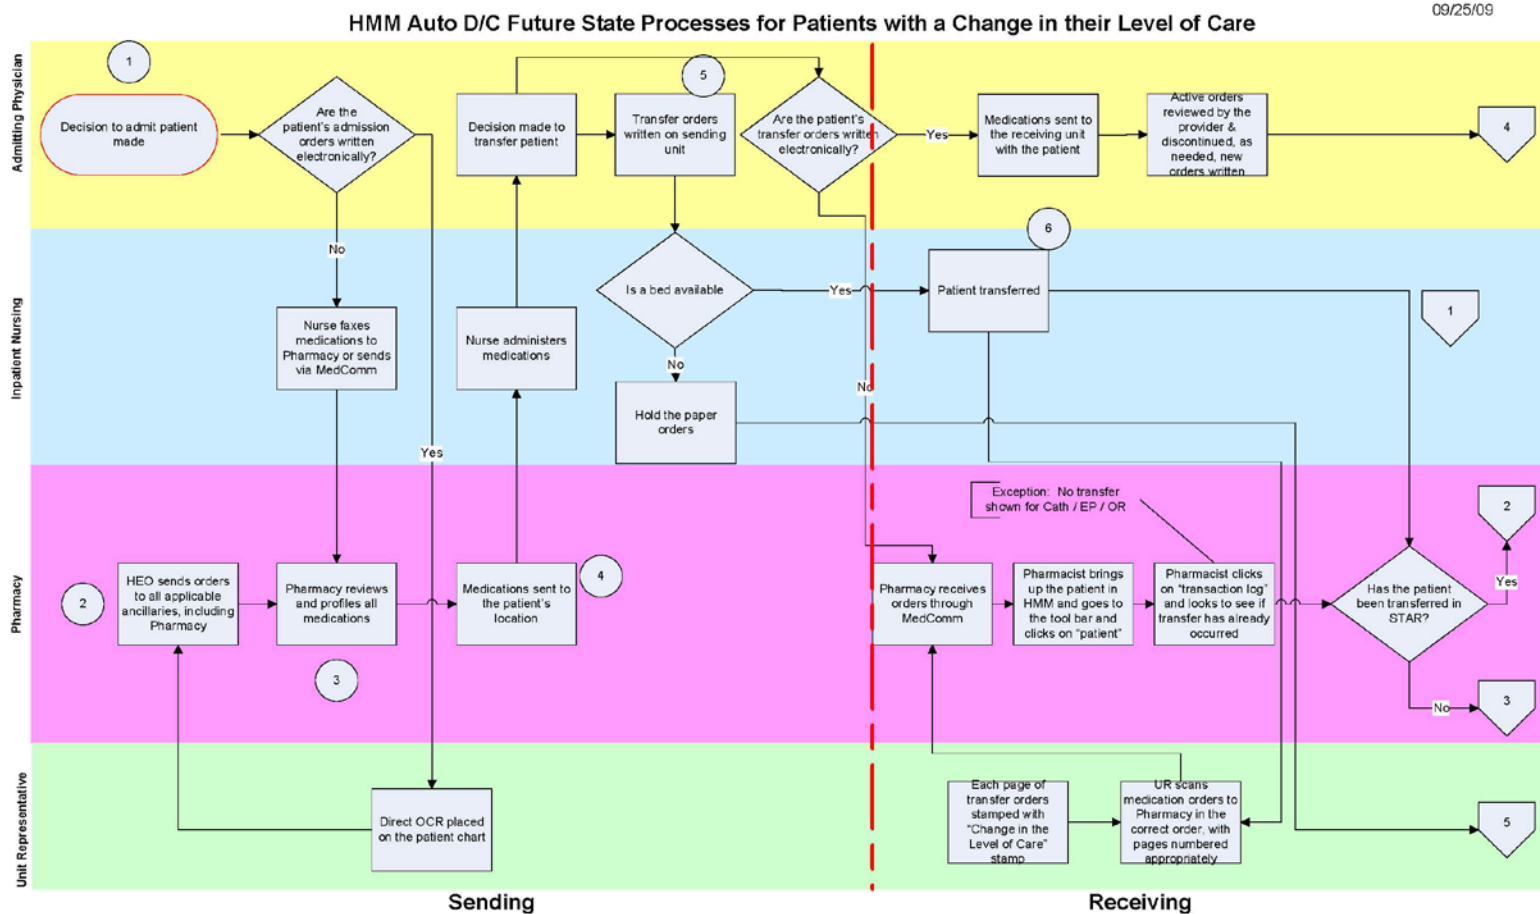 09/25/09
HMM Auto D/C Future State Processes for Patients with a Change in their Level of Care
Admitting Physician
1
Decision to admit patient
made
Are the
patient's admission
orders written
electronically?
Decision made to
transfer patient
5
Transfer orders
written on sending
unit
Are the patient's
transfer orders written
electronically?
Yes
Medications sent to
the receiving unit
with the patient
Active orders
reviewed by the
provider &
discontinued, as
needed, new
orders written
4
Inpatient Nursing
No
Nurse faxes
medications to
Pharmacy or sends
via MedComm
Yes
Nurse administers
medications
Is a bed available
Yes
No
Hold the paper
orders
No
6
Patient transferred
1
Pharmacy
2
HEO sends orders
to all applicable
ancillaries, including
Pharmacy
Pharmacy reviews
and profiles all
medications
3
Medications sent to
the patient's
location
4
Exception: No transfer
shown for Cath / EP / OR
Pharmacy receives
orders through
MedComm
Pharmacist brings
up the patient in
HMM and goes to
the tool bar and
clicks on "patient"
Pharmacist clicks
on "transaction log"
and looks to see if
transfer has already
occurred
Has the patient
been transferred in
STAR?
2
Yes
No
3
Unit Representative
Direct OCR placed
on the patient chart
Each page of
transfer orders
stamped with
"Change in the
Level of Care"
stamp
UR scans
medication orders to
Pharmacy in the
correct order, with
pages numbered
appropriately
5
Sending
Receiving